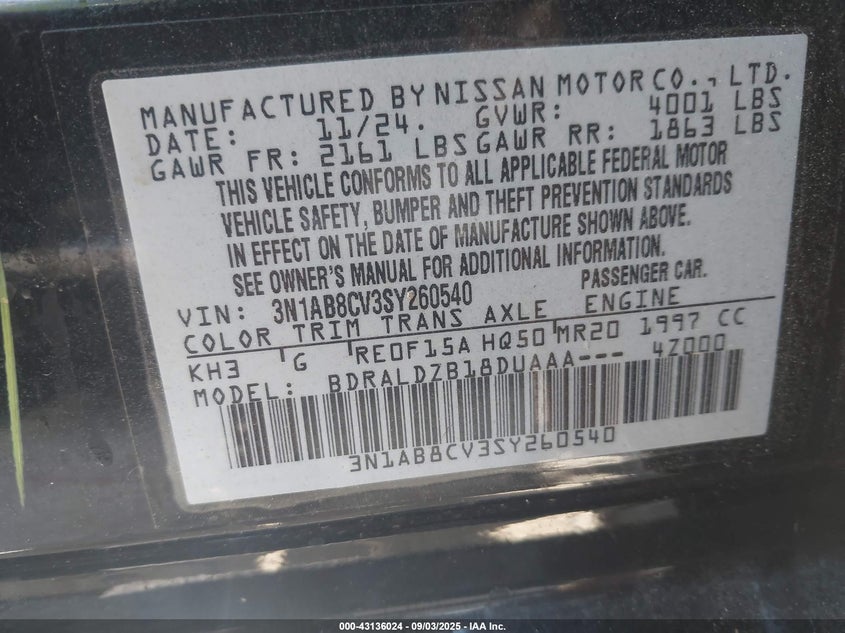 MANUFACTURED BY NISSAN MOTOR CO., LTD.
DATE: 11/24. GVWR: 4001 LBS
GAWR FR: 2161 LBS GAWR RR: 1863 LBS
THIS VEHICLE CONFORMS TO ALL APPLICABLE FEDERAL MOTOR
VEHICLE SAFETY, BUMPER AND THEFT PREVENTION STANDARDS
IN EFFECT ON THE DATE OF MANUFACTURE SHOWN ABOVE.
SEE OWNER'S MANUAL FOR ADDITIONAL INFORMATION.
VIN: 3N1AB8CV3SY260540 PASSENGER CAR.
COLOR TRIM TRANS AXLE ENGINE
KH3 G RE0F15A HQ50 MR20 1997 CC
MODEL: BDRALDZB18DUAAA--- 4Z000
3N1AB8CV3SY260540
000-43136024 - 09/03/2025 - IAA Inc.